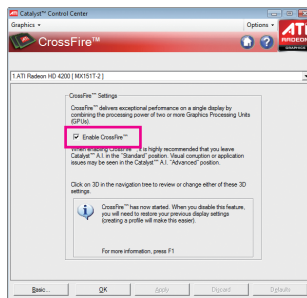 Catalyst™ Control Center
Graphics
Options
CrossFire™
ATI
RADEON
GRAPHICS
1.ATI Radeon HD 4200 [ MX151T-2 ]
CrossFire™ Settings
CrossFire™ delivers exceptional performance on a single display by
combining the processing power of two or more Graphics Processing Units
(GPUs).
Enable CrossFire™
When enabling CrossFire™, it is highly recommended that you leave
Catalyst™ A.I. in the "Standard" position. Visual corruption or application
issues may be seen in the Catalyst™ A.I. "Advanced" position.
Click on 3D in the navigation tree to review or change either of these 3D
settings.
CrossFire™ has now started. When you disable this feature,
you will need to restore your previous display settings
(creating a profile will make this easier).
For more information, press F1
Basic...
OK
Apply
Discard
Defaults